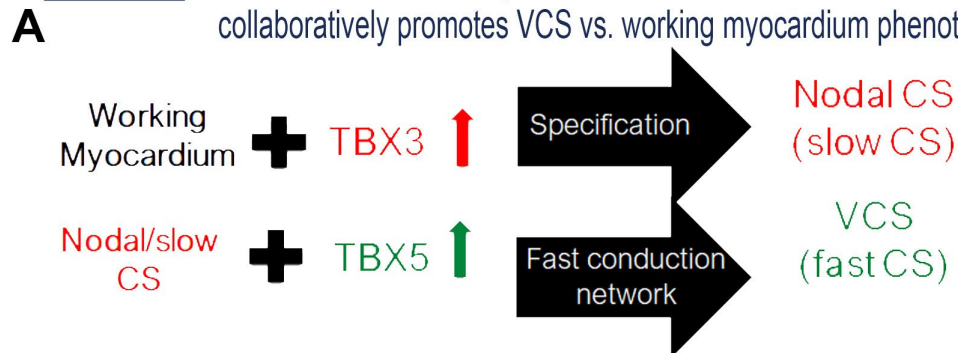 A
collaboratively promotes VCS vs. working myocardium phenot
Working
Myocardium
TBX3
Specification
Nodal CS
(slow CS)
Nodal/slow
CS
TBX5
Fast conduction
network
VCS
(fast CS)